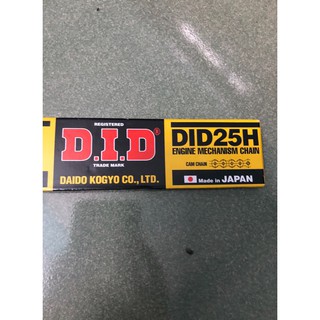 REGISTERED
D.I.D®
TRADE MARK
DAIDO KOGYO CO., LTD.
DID25H
ENGINE MECHANISM CHAIN
CAM CHAIN
Made in JAPAN